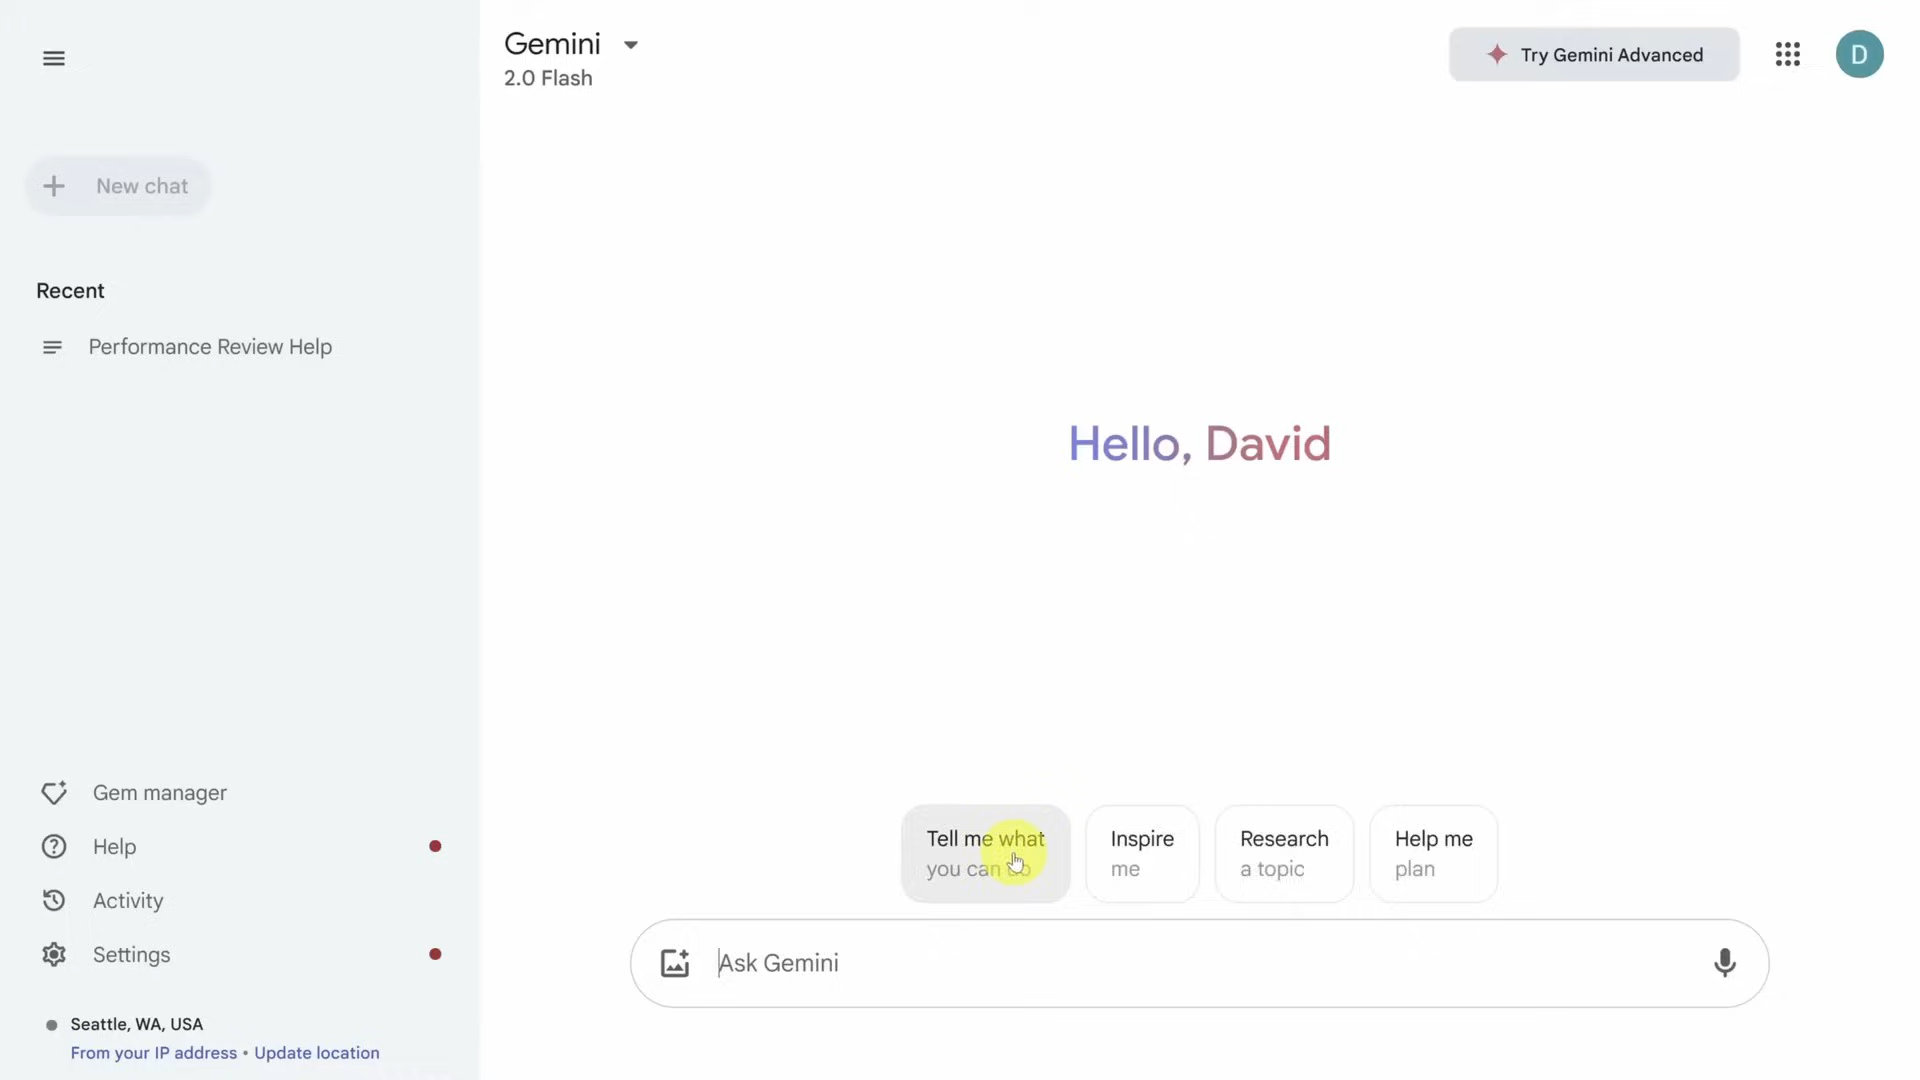 Gemini
2.0 Flash
Try Gemini Advanced
D
New chat
Recent
Performance Review Help
Hello, David
Gem manager
Help
Activity
Settings
Seattle, WA, USA
From your IP address • Update location
Tell me what
you can do
Inspire
me
Research
a topic
Help me
plan
Ask Gemini